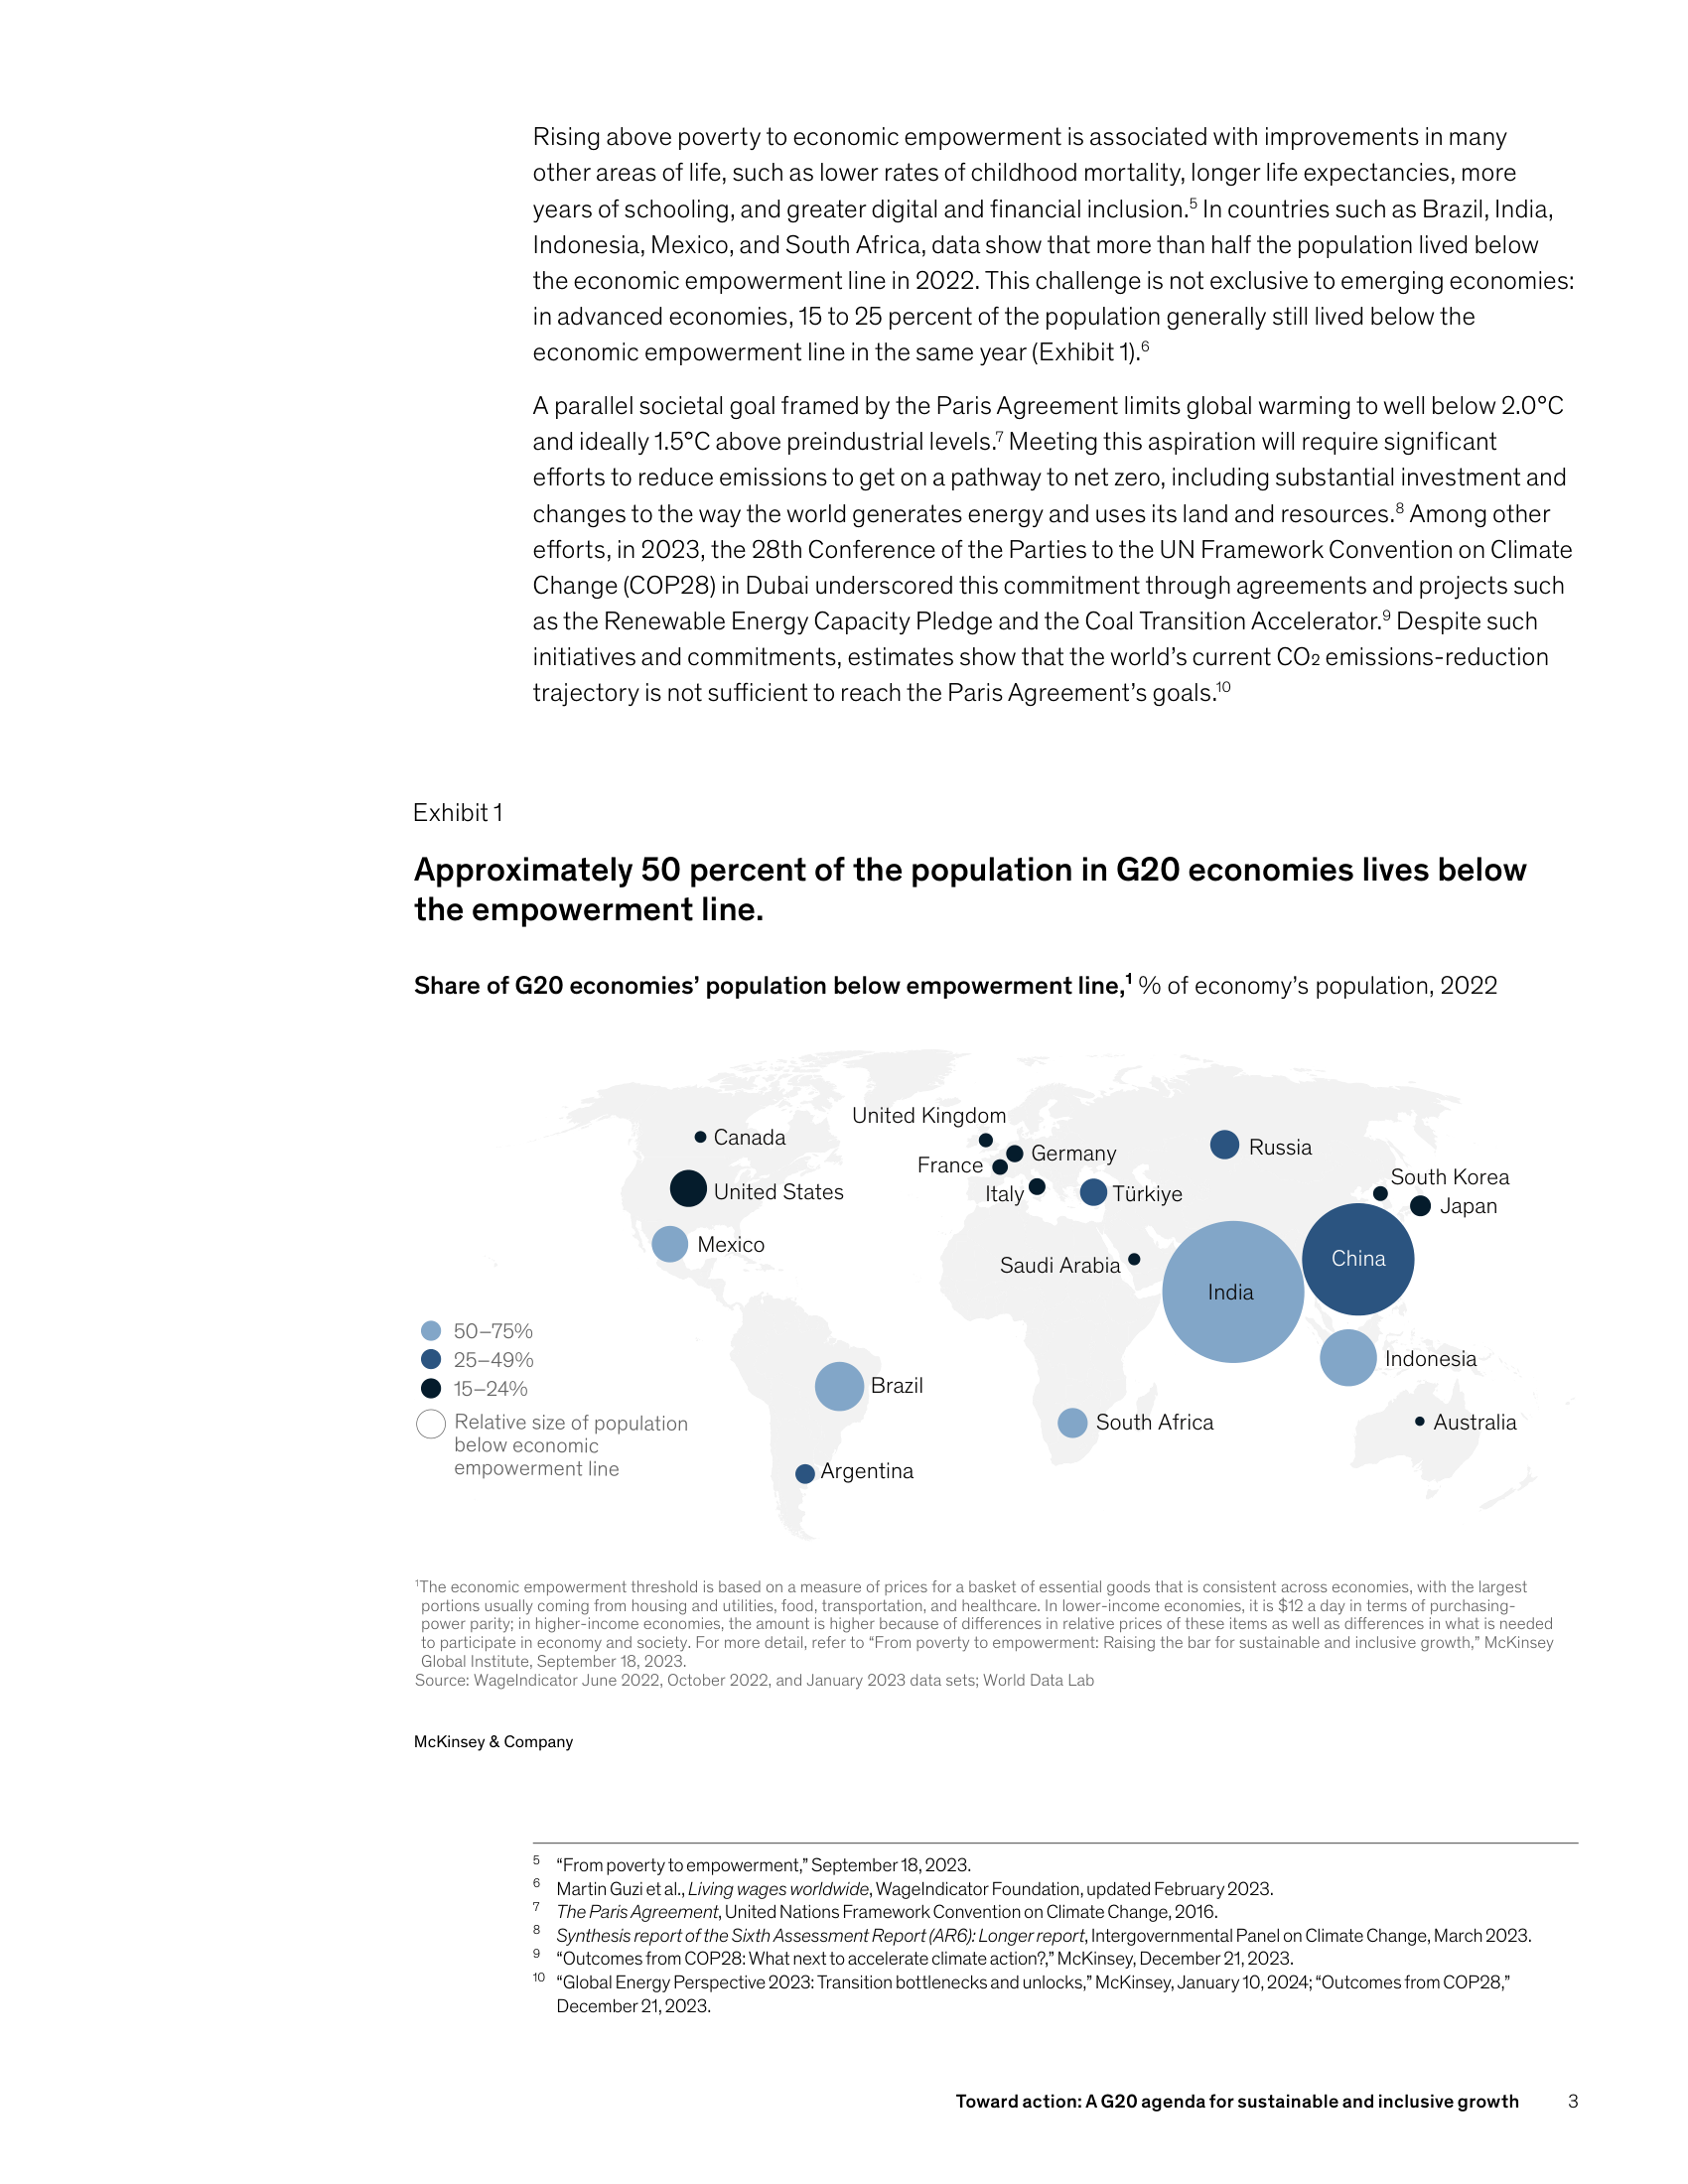 Rising above poverty to economic empowerment is associated with improvements in many
other areas of life, such as lower rates of childhood mortality, longer life expectancies, more
years of schooling, and greater digital and financial inclusion.5 In countries such as Brazil, India,
Indonesia, Mexico, and South Africa, data show that more than half the population lived below
the economic empowerment line in 2022. This challenge is not exclusive to emerging economies:
in advanced economies, 15 to 25 percent of the population generally still lived below the
economic empowerment line in the same year (Exhibit 1).6
A parallel societal goal framed by the Paris Agreement limits global warming to well below 2.0°C
and ideally 1.5°C above preindustrial levels.7 Meeting this aspiration will require significant
efforts to reduce emissions to get on a pathway to net zero, including substantial investment and
changes to the way the world generates energy and uses its land and resources.8 Among other
efforts, in 2023, the 28th Conference of the Parties to the UN Framework Convention on Climate
Change (COP28) in Dubai underscored this commitment through agreements and projects such
as the Renewable Energy Capacity Pledge and the Coal Transition Accelerator.9 Despite such
initiatives and commitments, estimates show that the world's current CO2 emissions-reduction
trajectory is not sufficient to reach the Paris Agreement's goals.10
Exhibit 1
Approximately 50 percent of the population in G20 economies lives below
the empowerment line.
Share of G20 economies' population below empowerment line,1 % of economy's population, 2022
United Kingdom
Canada
Germany
Russia
France
South Korea
United States
Italy
Türkiye
Japan
Mexico
Saudi Arabia
China
India
50–75%
25–49%
15–24%
Relative size of population
below economic
empowerment line
Indonesia
Brazil
South Africa
Australia
Argentina
1The economic empowerment threshold is based on a measure of prices for a basket of essential goods that is consistent across economies, with the largest
portions usually coming from housing and utilities, food, transportation, and healthcare. In lower-income economies, it is $12 a day in terms of purchasing-
power parity; in higher-income economies, the amount is higher because of differences in relative prices of these items as well as differences in what is needed
to participate in economy and society. For more detail, refer to “From poverty to empowerment: Raising the bar for sustainable and inclusive growth,” McKinsey
Global Institute, September 18, 2023.
Source: WageIndicator June 2022, October 2022, and January 2023 data sets; World Data Lab
McKinsey & Company
5 “From poverty to empowerment,” September 18, 2023.
6 Martin Guzi et al., Living wages worldwide, WageIndicator Foundation, updated February 2023.
7 The Paris Agreement, United Nations Framework Convention on Climate Change, 2016.
8 Synthesis report of the Sixth Assessment Report (AR6): Longer report, Intergovernmental Panel on Climate Change, March 2023.
9 “Outcomes from COP28: What next to accelerate climate action?,” McKinsey, December 21, 2023.
10 “Global Energy Perspective 2023: Transition bottlenecks and unlocks,” McKinsey, January 10, 2024; “Outcomes from COP28,”
December 21, 2023.
Toward action: A G20 agenda for sustainable and inclusive growth 3